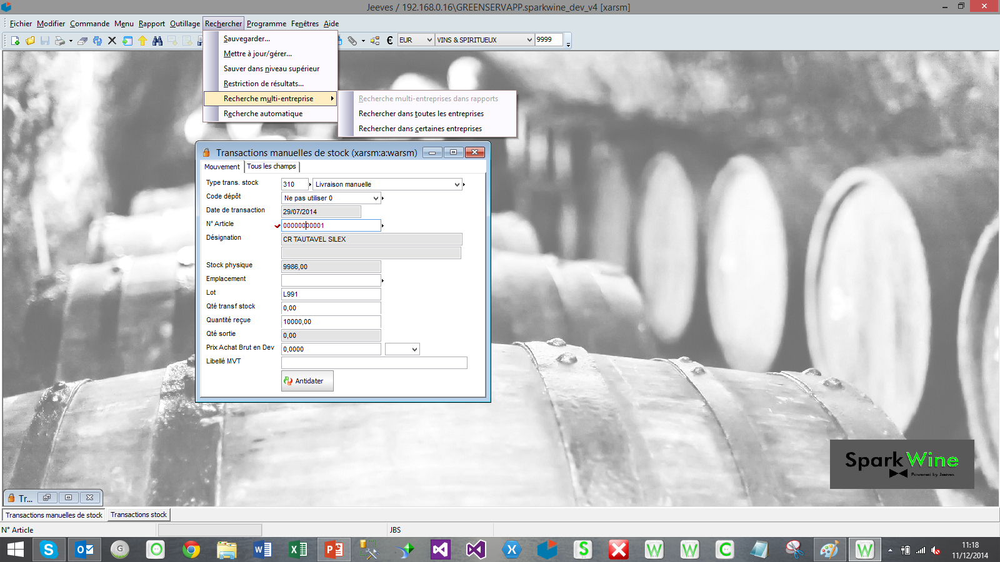 Jeeves / 192.168.0.16\GREENSERVAPP.sparkwine_dev_v4 [xarsm]
Fichier Modifier Commande Menu Rapport Outillage Rechercher Programme Fenêtres Aide
€ EUR VINS & SPIRITUEUX 9999
Sauvegarder...
Mettre à jour/gérer...
Sauver dans niveau supérieur
Restriction de résultats...
Recherche multi-entreprise
Recherche automatique
Recherche multi-entreprises dans rapports
Rechercher dans toutes les entreprises
Rechercher dans certaines entreprises
Transactions manuelles de stock (xarsm:a:warsm)
Mouvement Tous les champs
Type trans. stock 310 Livraison manuelle
Code dépôt Ne pas utiliser 0
Date de transaction 29/07/2014
N° Article 00000000001
Désignation CR TAUTAVEL SILEX
Stock physique 9986,00
Emplacement
Lot L991
Qté transf stock 0,00
Quantité reçue 10000,00
Qté sortie 0,00
Prix Achat Brut en Dev 0,0000
Libellé MVT
Antidater
SparkWine
Powered by Jeeves
Tr...
Transactions manuelles de stock Transactions stock
N° Article JBS
11:18
11/12/2014